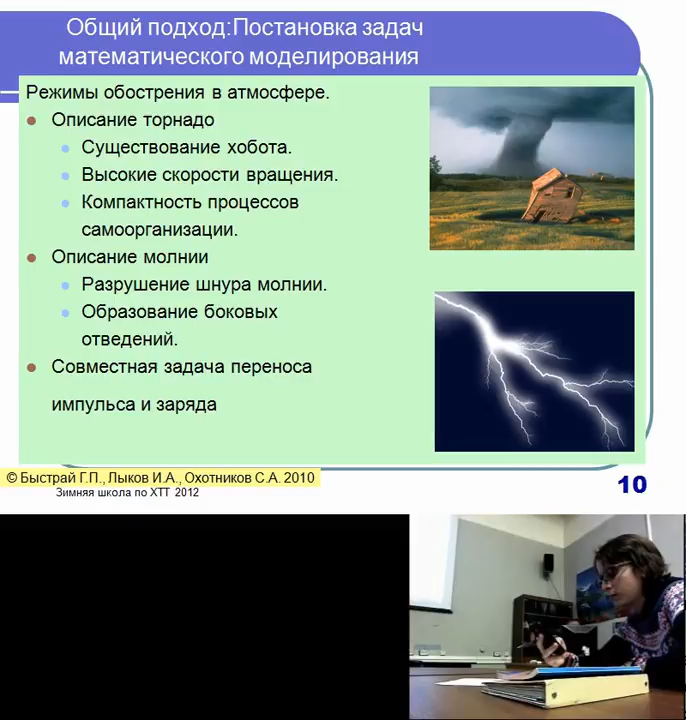 Общий подход:Постановка задач
математического моделирования
Режимы обострения в атмосфере.
Описание торнадо
Существование хобота.
Высокие скорости вращения.
Компактность процессов
самоорганизации.
Описание молнии
Разрушение шнура молнии.
Образование боковых
отведений.
Совместная задача переноса
импульса и заряда
© Быстрай Г.П., Лыков И.А., Охотников С.А. 2010
Зимняя школа по ХТТ 2012
10